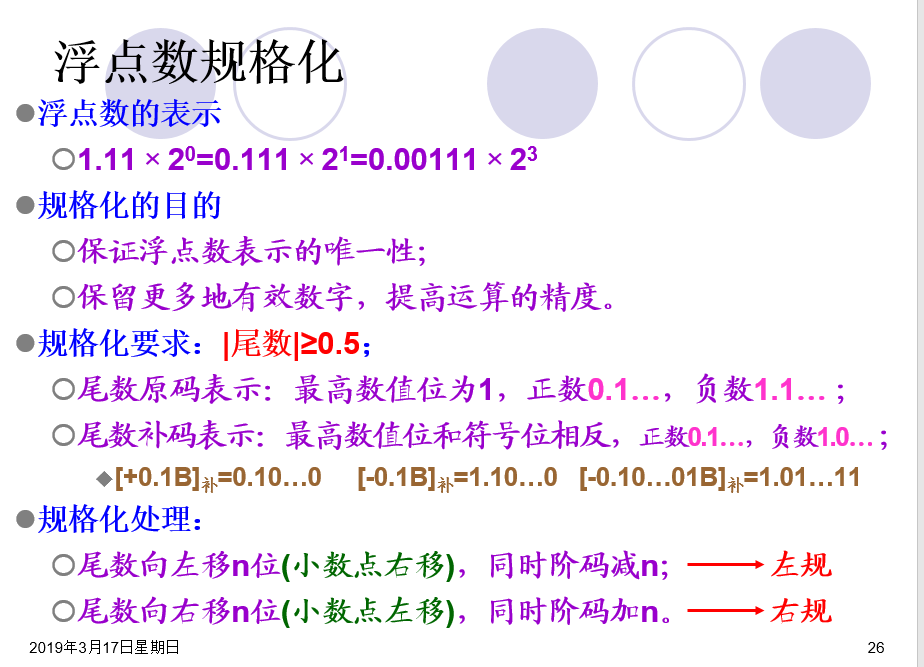 浮点数规格化
●浮点数的表示
○1.11 × 2⁰=0.111 × 2¹=0.00111 × 2³
●规格化的目的
○保证浮点数表示的唯一性;
○保留更多地有效数字，提高运算的精度。
●规格化要求：|尾数|≥0.5；
○尾数原码表示：最高数值位为1，正数0.1…，负数1.1…；
○尾数补码表示：最高数值位和符号位相反，正数0.1…，负数1.0…；
◆[+0.1B]补=0.10…0 [-0.1B]补=1.10…0 [-0.10…01B]补=1.01…11
●规格化处理：
○尾数向左移n位(小数点右移)，同时阶码减n; 左规
○尾数向右移n位(小数点左移)，同时阶码加n。 右规
2019年3月17日星期日 26